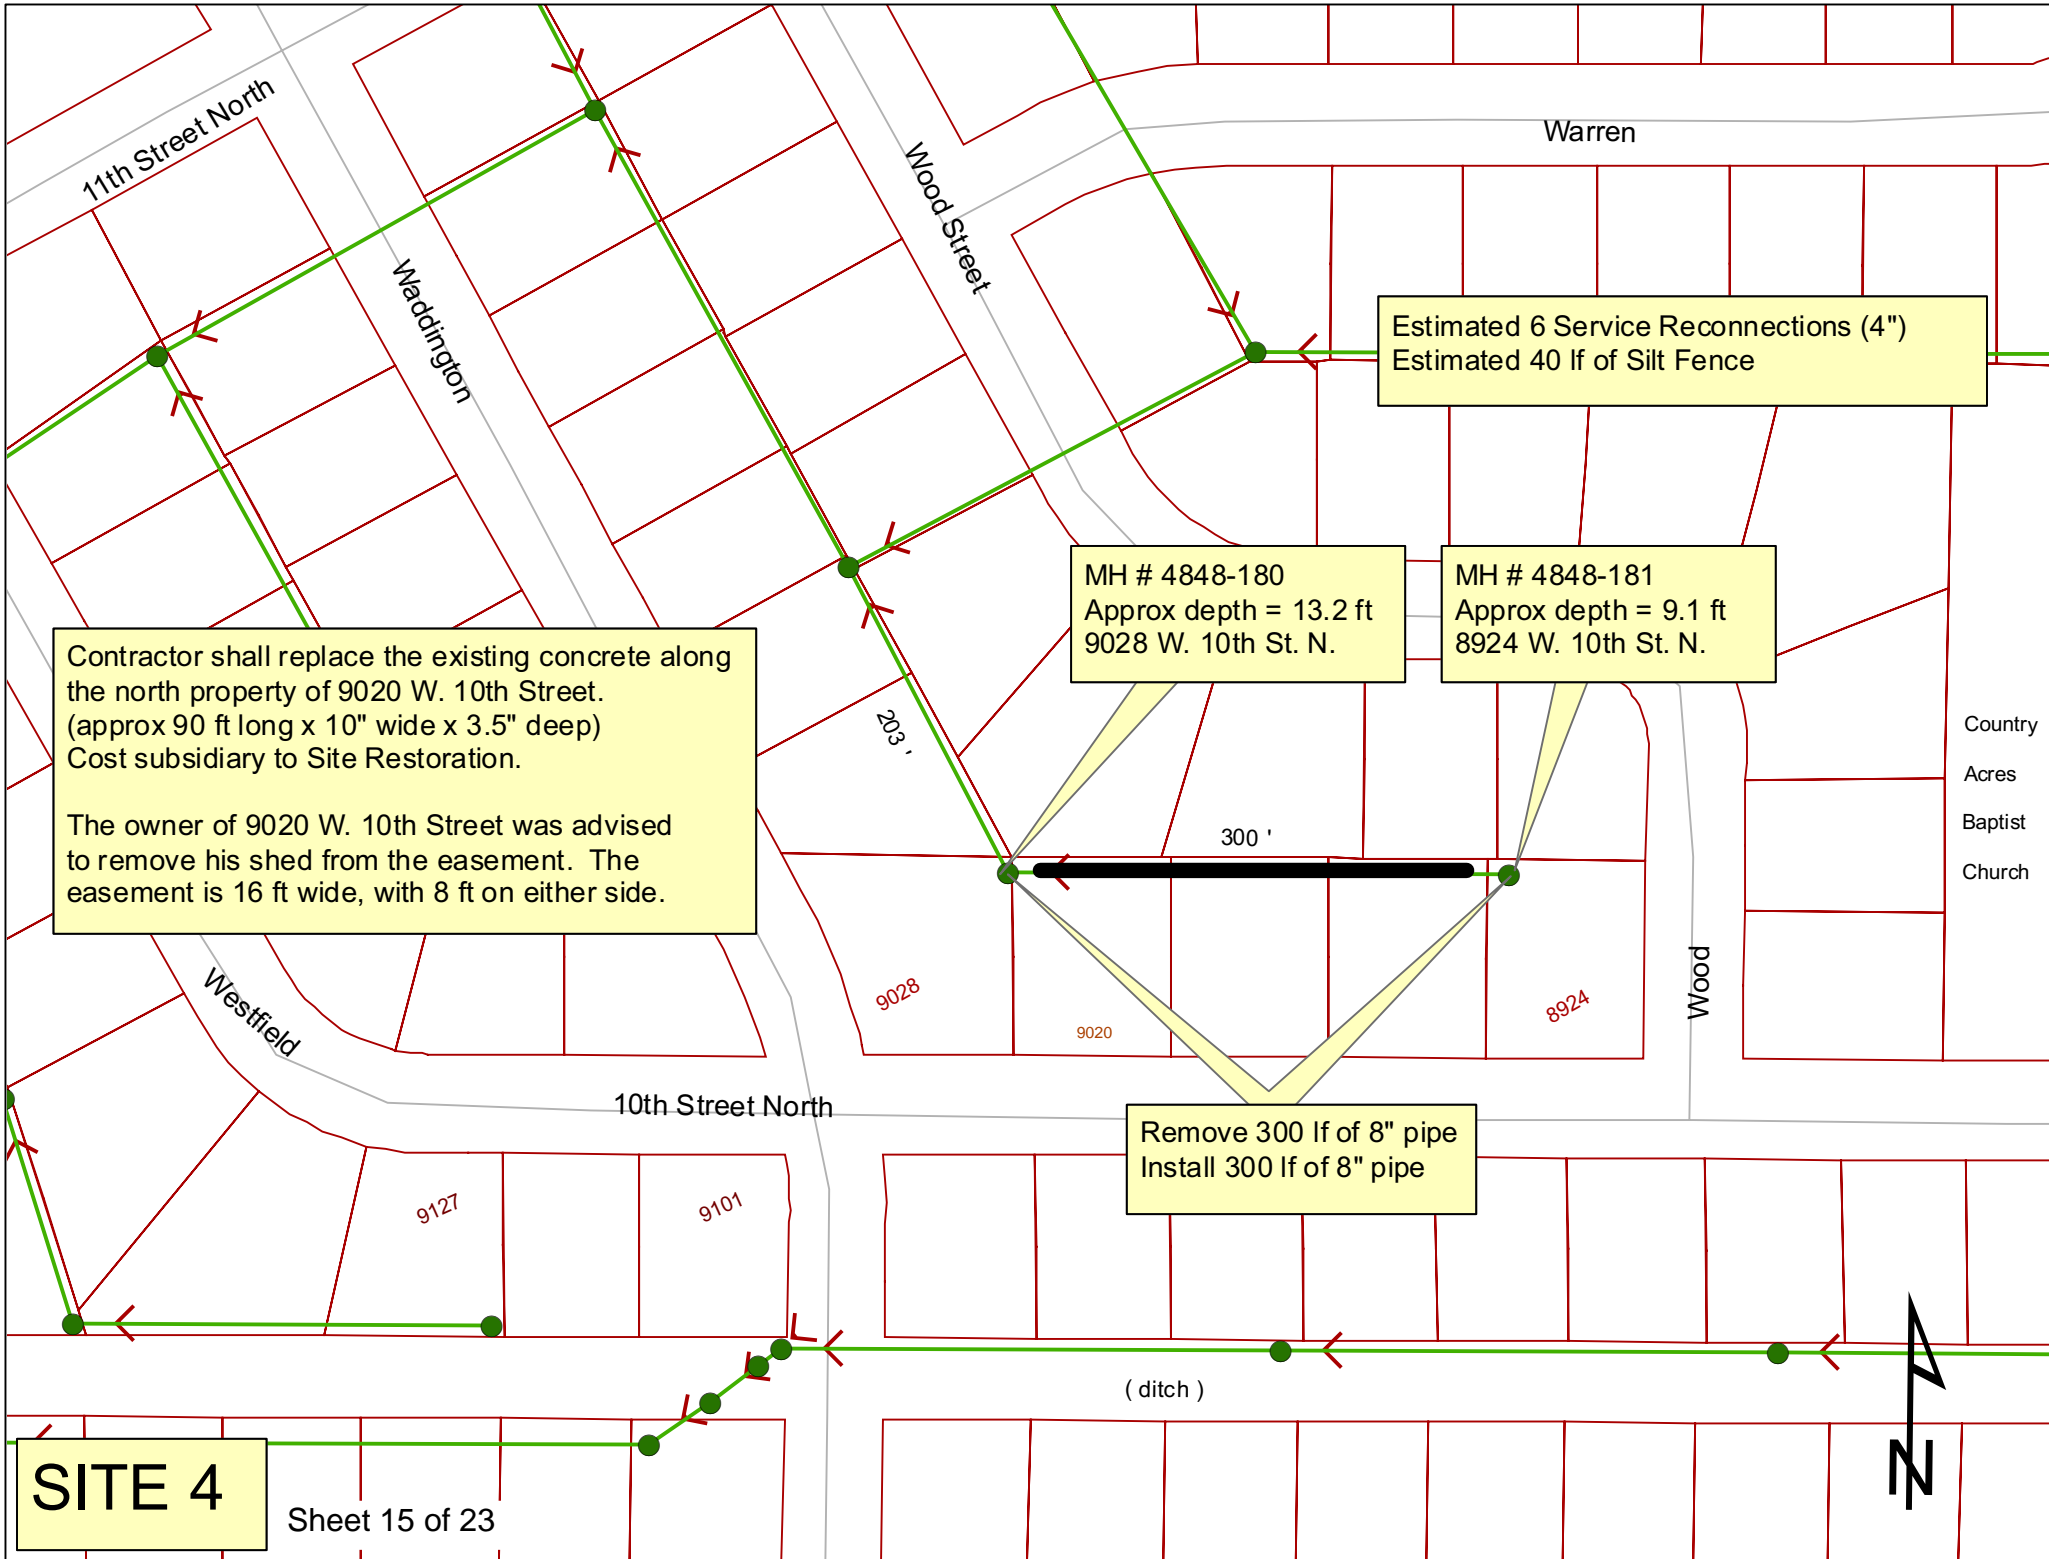 11th Street North
Waddington
Wood Street
Warren
Estimated 6 Service Reconnections (4")
Estimated 40 lf of Silt Fence
MH # 4848-180
Approx depth = 13.2 ft
9028 W. 10th St. N.
MH # 4848-181
Approx depth = 9.1 ft
8924 W. 10th St. N.
Contractor shall replace the existing concrete along
the north property of 9020 W. 10th Street.
(approx 90 ft long x 10" wide x 3.5" deep)
Cost subsidiary to Site Restoration.
The owner of 9020 W. 10th Street was advised
to remove his shed from the easement.  The
easement is 16 ft wide, with 8 ft on either side.
203 '
300 '
Country
Acres
Baptist
Church
Westfield
9028
9020
8924
Wood
10th Street North
Remove 300 lf of 8" pipe
Install 300 lf of 8" pipe
9127
9101
( ditch )
N
SITE 4
Sheet 15 of 23